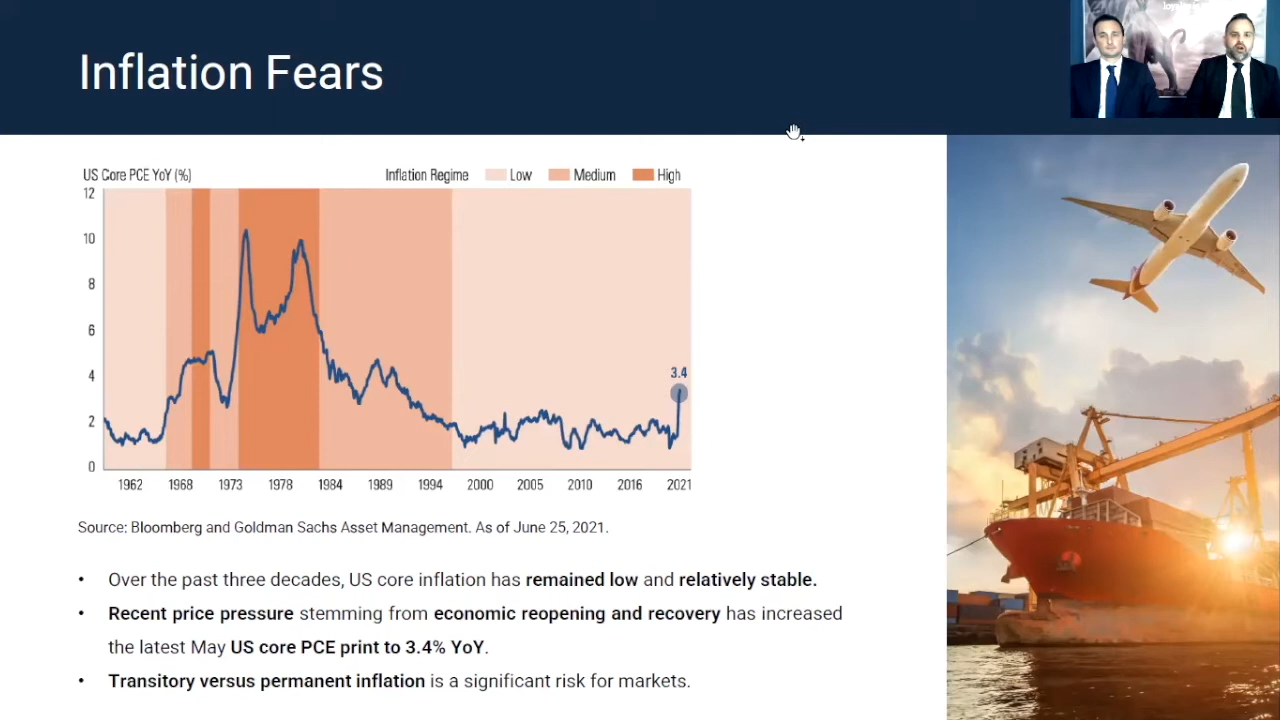 Inflation Fears
US Core PCE YoY (%)
Inflation Regime Low Medium High
12
10
8
6
4
2
0
3.4
1962 1968 1973 1978 1984 1989 1994 2000 2005 2010 2016 2021
Source: Bloomberg and Goldman Sachs Asset Management. As of June 25, 2021.
• Over the past three decades, US core inflation has remained low and relatively stable.
• Recent price pressure stemming from economic reopening and recovery has increased
the latest May US core PCE print to 3.4% YoY.
• Transitory versus permanent inflation is a significant risk for markets.